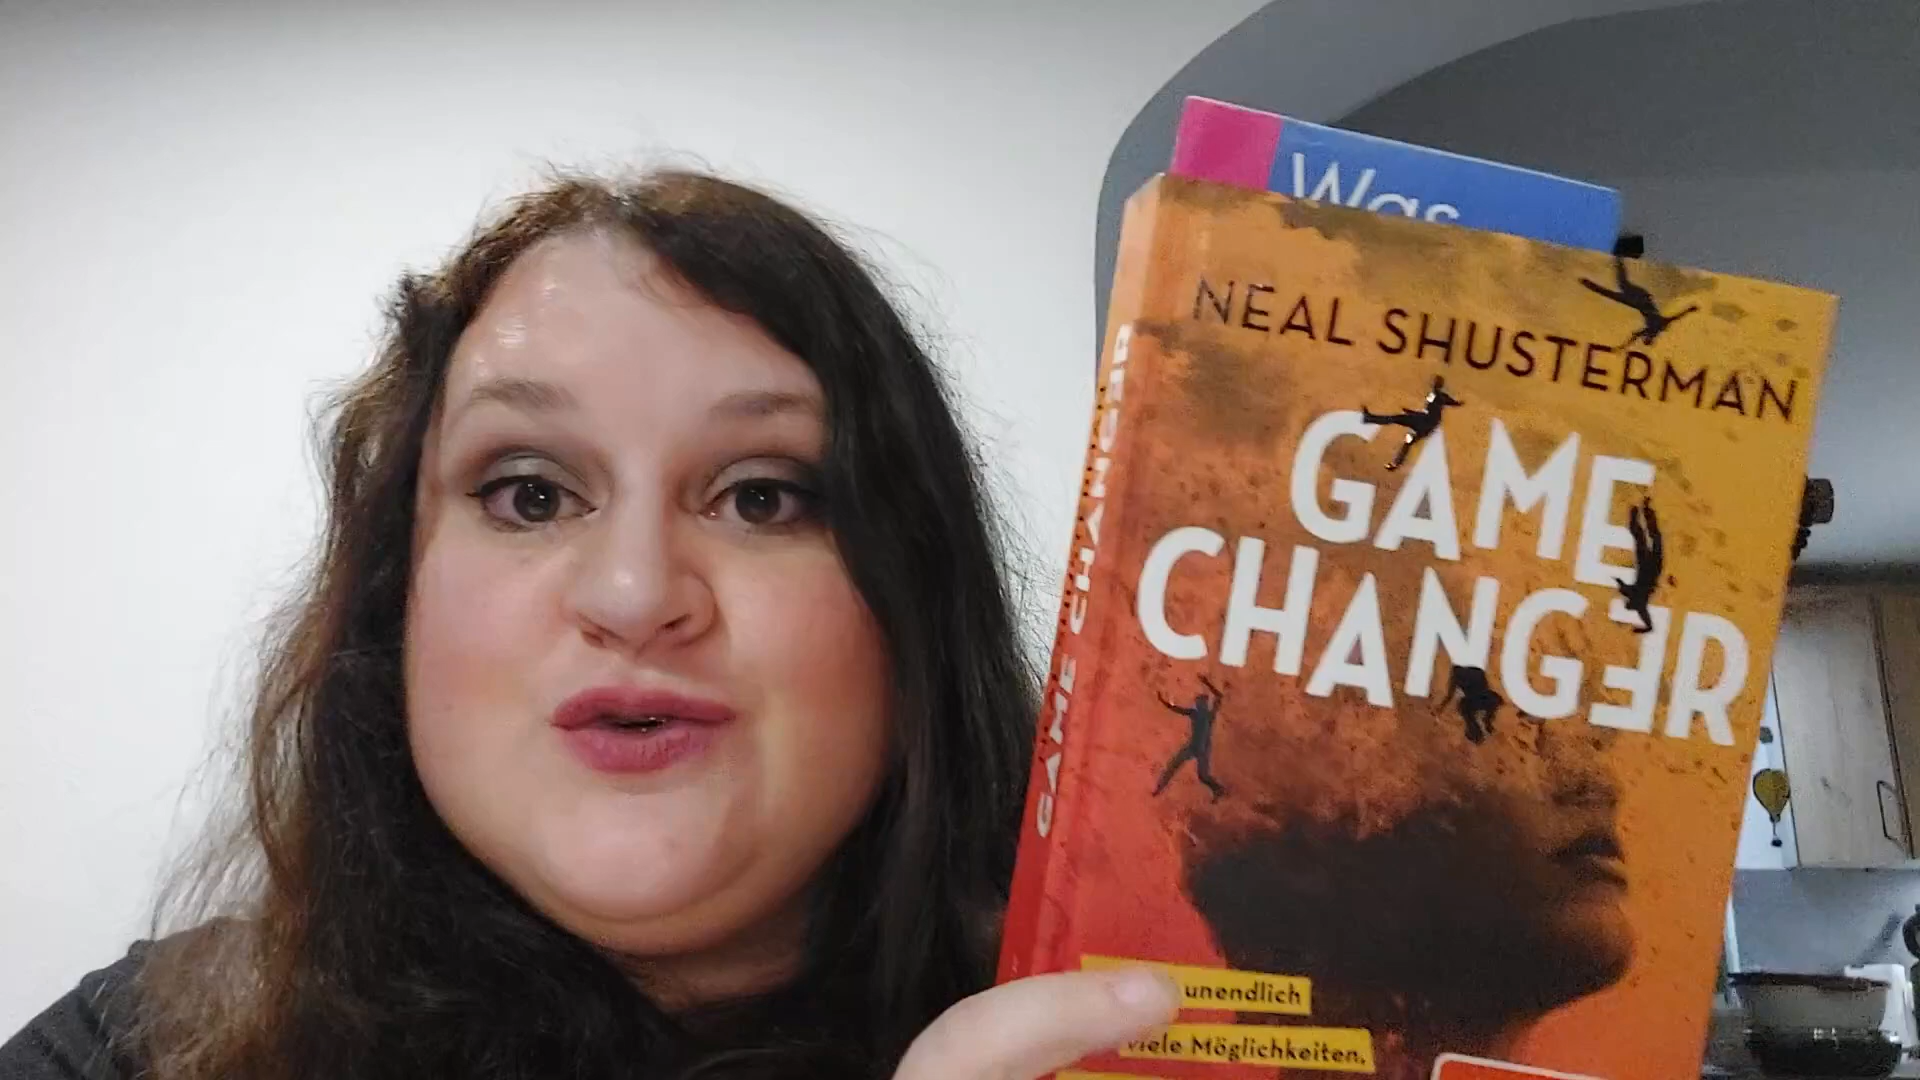 Was
NEAL SHUSTERMAN
GAME
CHANGER
GAME CHANGER
unendlich
viele Möglichkeiten.